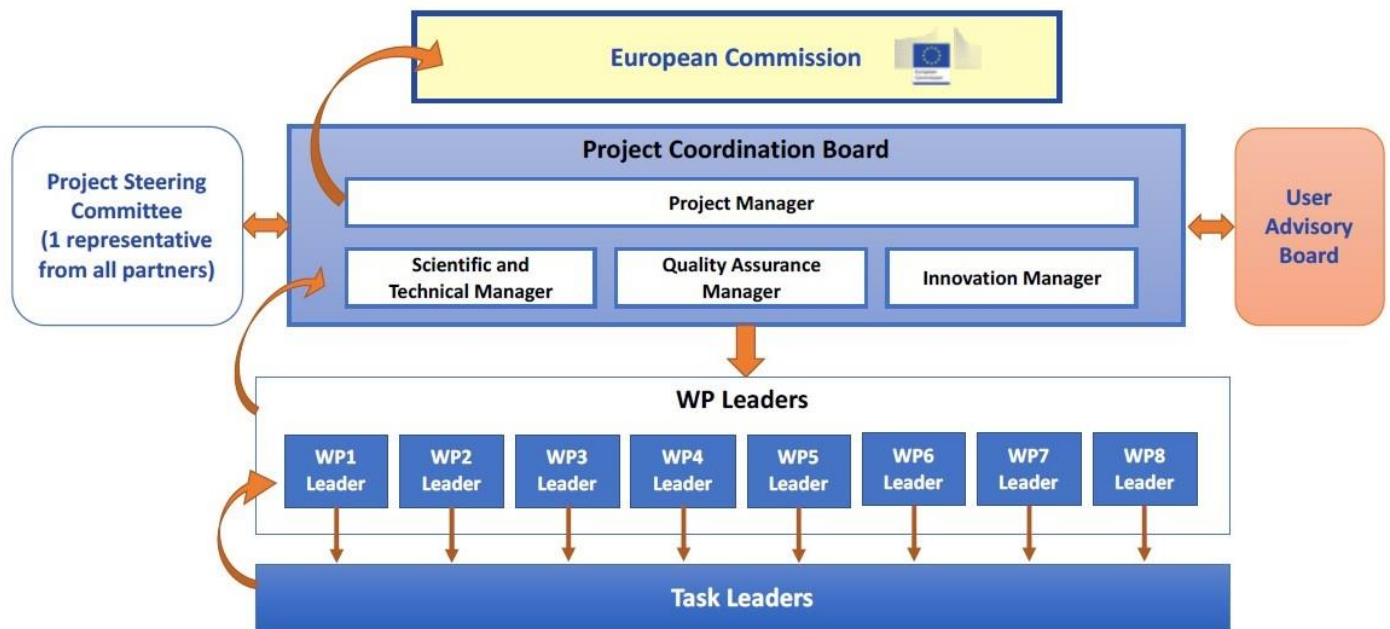 European Commission
European
Commission
Project Coordination Board
Project Manager
Project Steering
Committee
(1 representative
from all partners)
Scientific and
Technical Manager
Quality Assurance
Manager
Innovation Manager
User
Advisory
Board
WP Leaders
WP1
Leader
WP2
Leader
WP3
Leader
WP4
Leader
WP5
Leader
WP6
Leader
WP7
Leader
WP8
Leader
Task Leaders